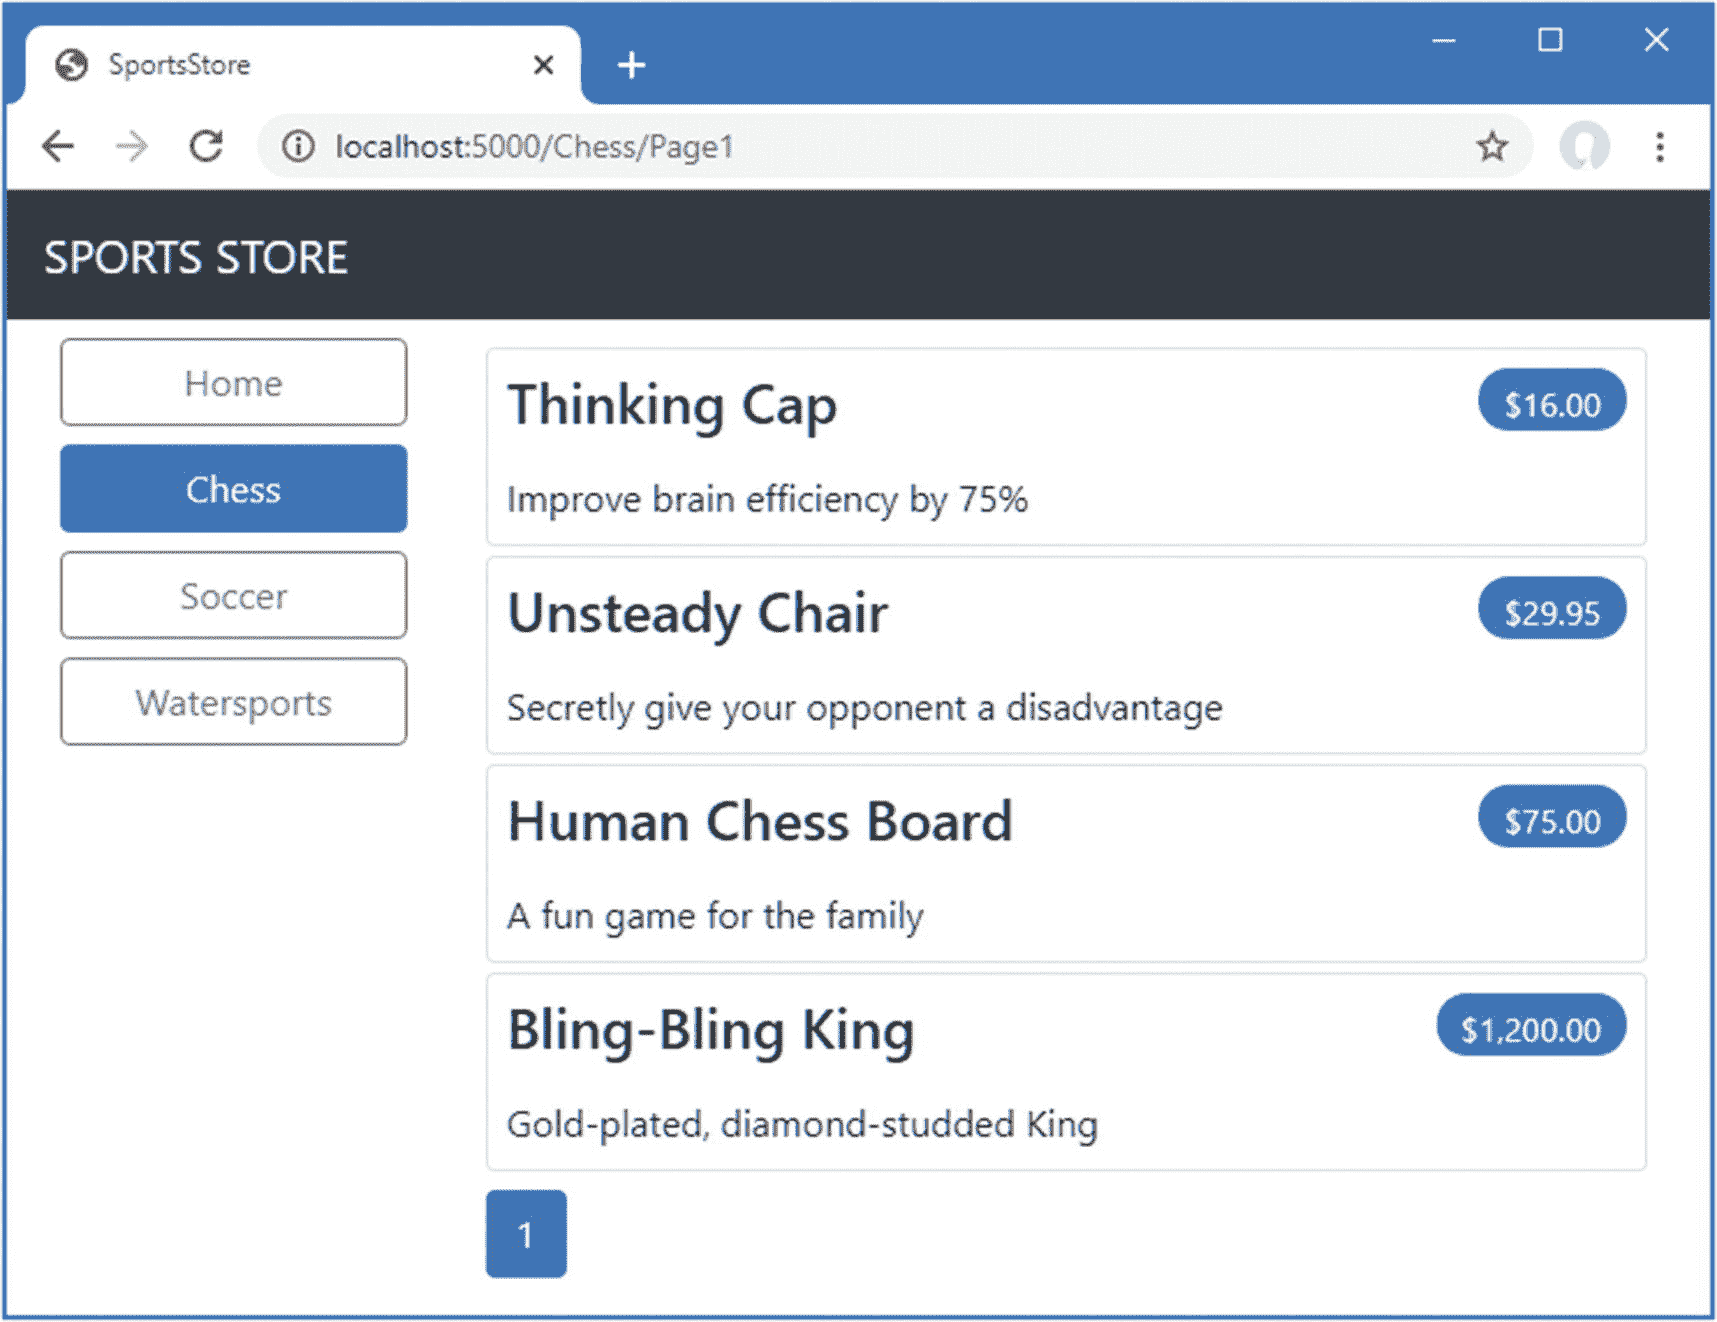 SportsStore
localhost:5000/Chess/Page1
SPORTS STORE
Home
Chess
Soccer
Watersports
Thinking Cap
$16.00
Improve brain efficiency by 75%
Unsteady Chair
$29.95
Secretly give your opponent a disadvantage
Human Chess Board
$75.00
A fun game for the family
Bling-Bling King
$1,200.00
Gold-plated, diamond-studded King
1